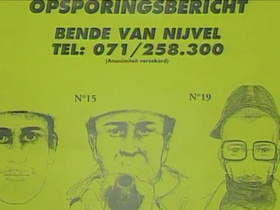 OPSPORINGSBERICHT
BENDE VAN NIJVEL
TEL: 071/258.300
(Anonimiteit verzekerd)
N°15
N°19